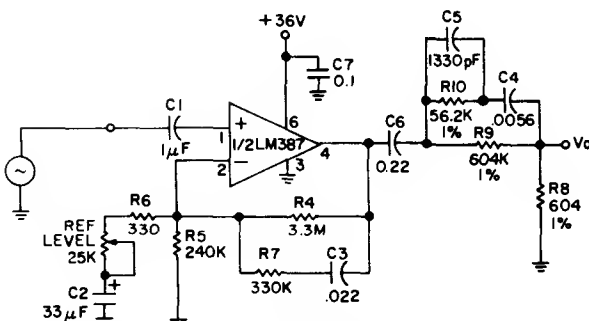 +36V
C7
0.1
C5
1330pF
R10
56.2K
1%
C4
.0056
C1
1µF
1
+
1/2LM387
2
−
6
3
4
C6
0.22
R9
604K
1%
Vo
R8
604
1%
~
R6
330
REF
LEVEL
25K
+
C2
33µF
R5
240K
R4
3.3M
R7
330K
C3
.022